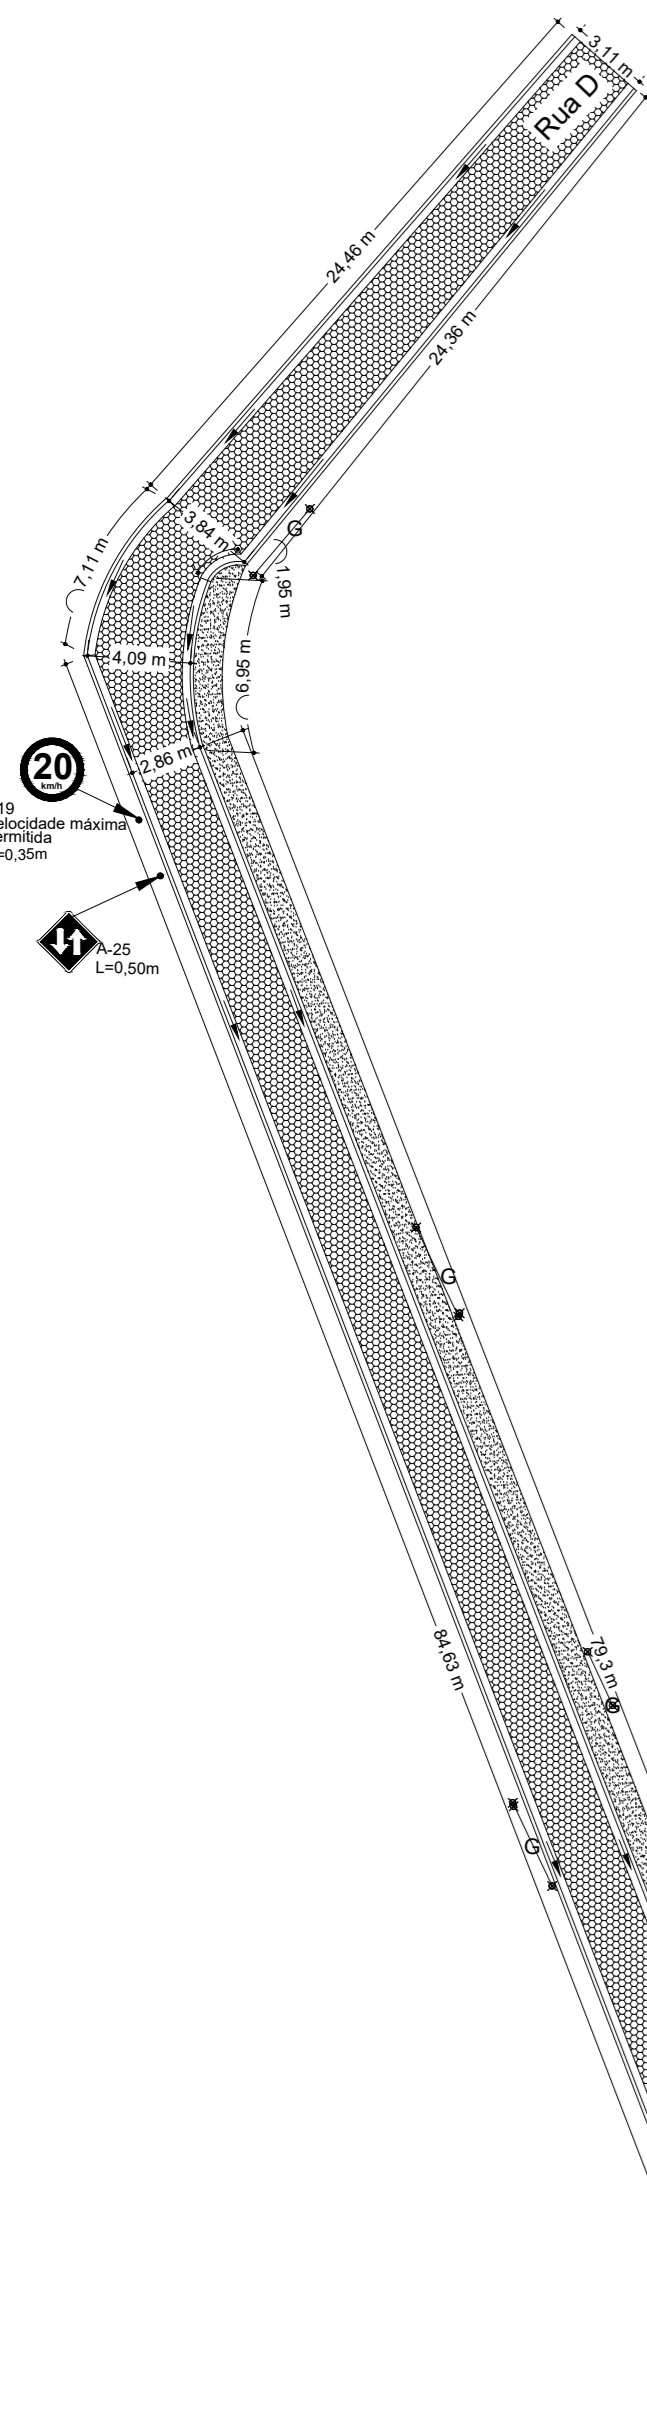 3,11 m
Rua D
24,46 m
24,36 m
G
3,84 m
7,11 m
1,95 m
4,09 m
6,95 m
2,86 m
20
km/h
19
elocidade máxima
ermitida
=0,35m
A-25
L=0,50m
G
84,63 m
79,3 m
G
G